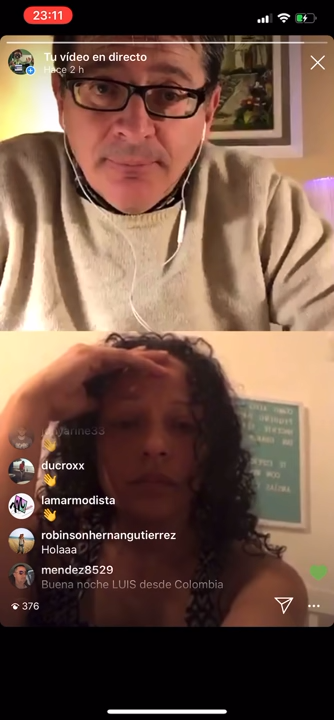 23:11
Tu vídeo en directo
Hace 2 h
ducroxx
👋
lamarmodista
👋
robinsonhernangutierrez
Holaaa
mendez8529
Buena noche LUIS desde Colombia
376